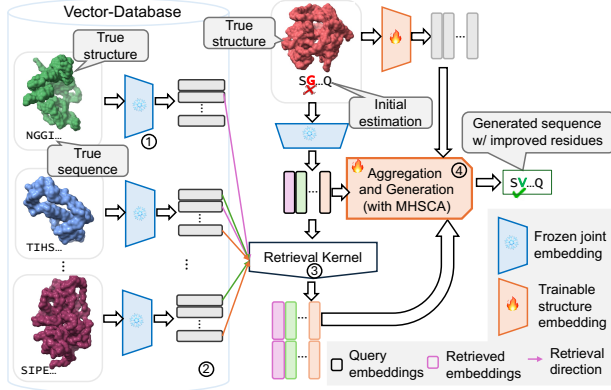 Vector-Database
True
structure
NGGI...
True
sequence
①
TIHS...
SIPE...
②
True
structure
SG...Q
Initial
estimation
Aggregation
and Generation
(with MHSCA)
④
Generated sequence
w/ improved residues
SV...Q
Retrieval Kernel
③
Frozen joint
embedding
Trainable
structure
embedding
Query
embeddings
Retrieved
embeddings
Retrieval
direction